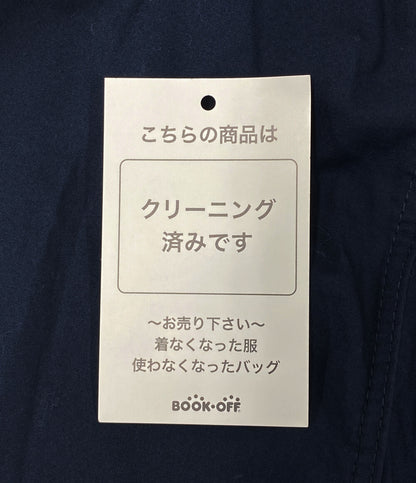 こちらの商品は
クリーニング
済みです
～お売り下さい～
着なくなった服
使わなくなったバッグ
BOOK・OFF